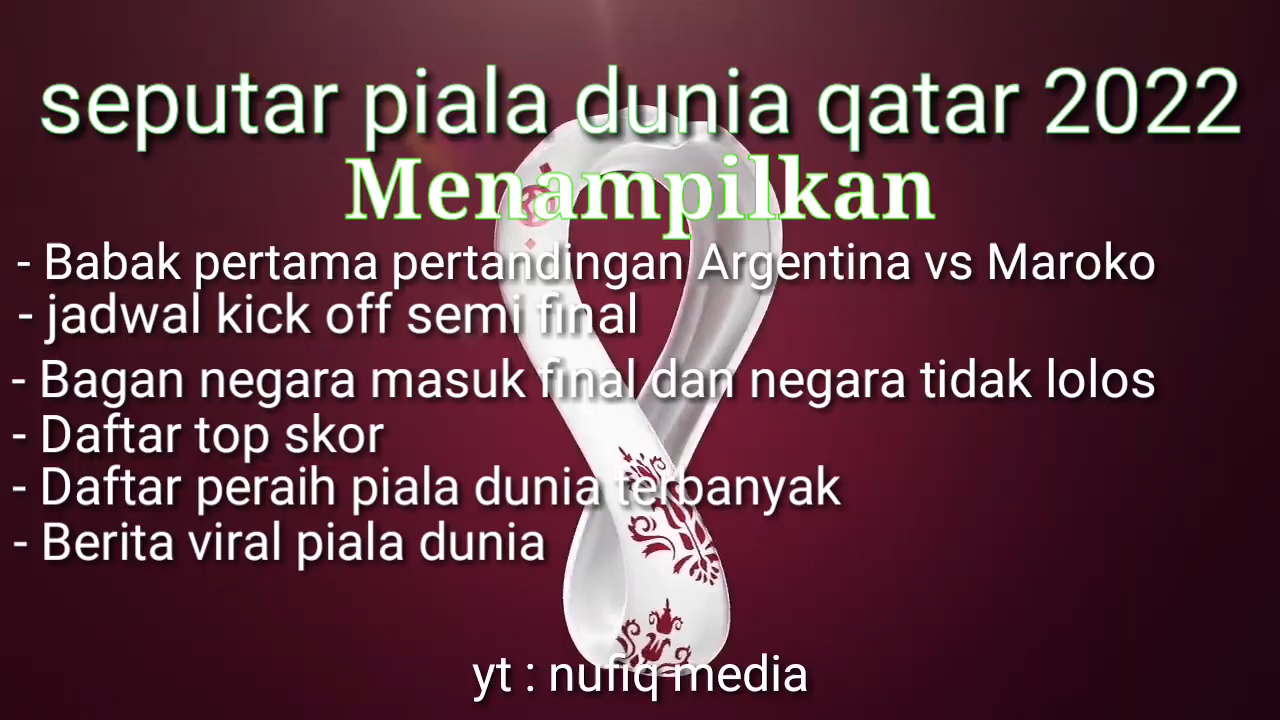 seputar piala dunia qatar 2022
Menampilkan
- Babak pertama pertandingan Argentina vs Maroko
- jadwal kick off semi final
- Bagan negara masuk final dan negara tidak lolos
- Daftar top skor
- Daftar peraih piala dunia terbanyak
- Berita viral piala dunia
yt : nufiq media